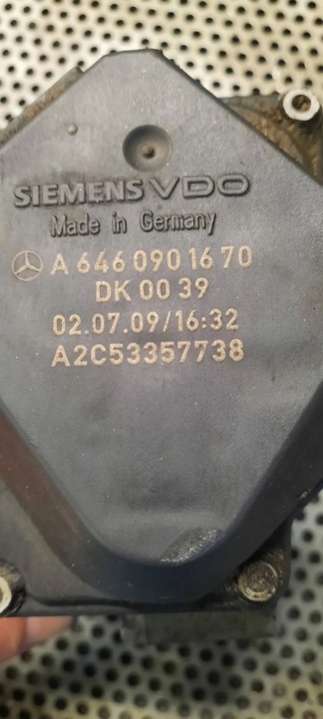 SIEMENS VDO
Made in Germany
A 646 090 16 70
DK 00 39
02.07.09/16:32
A2C53357738